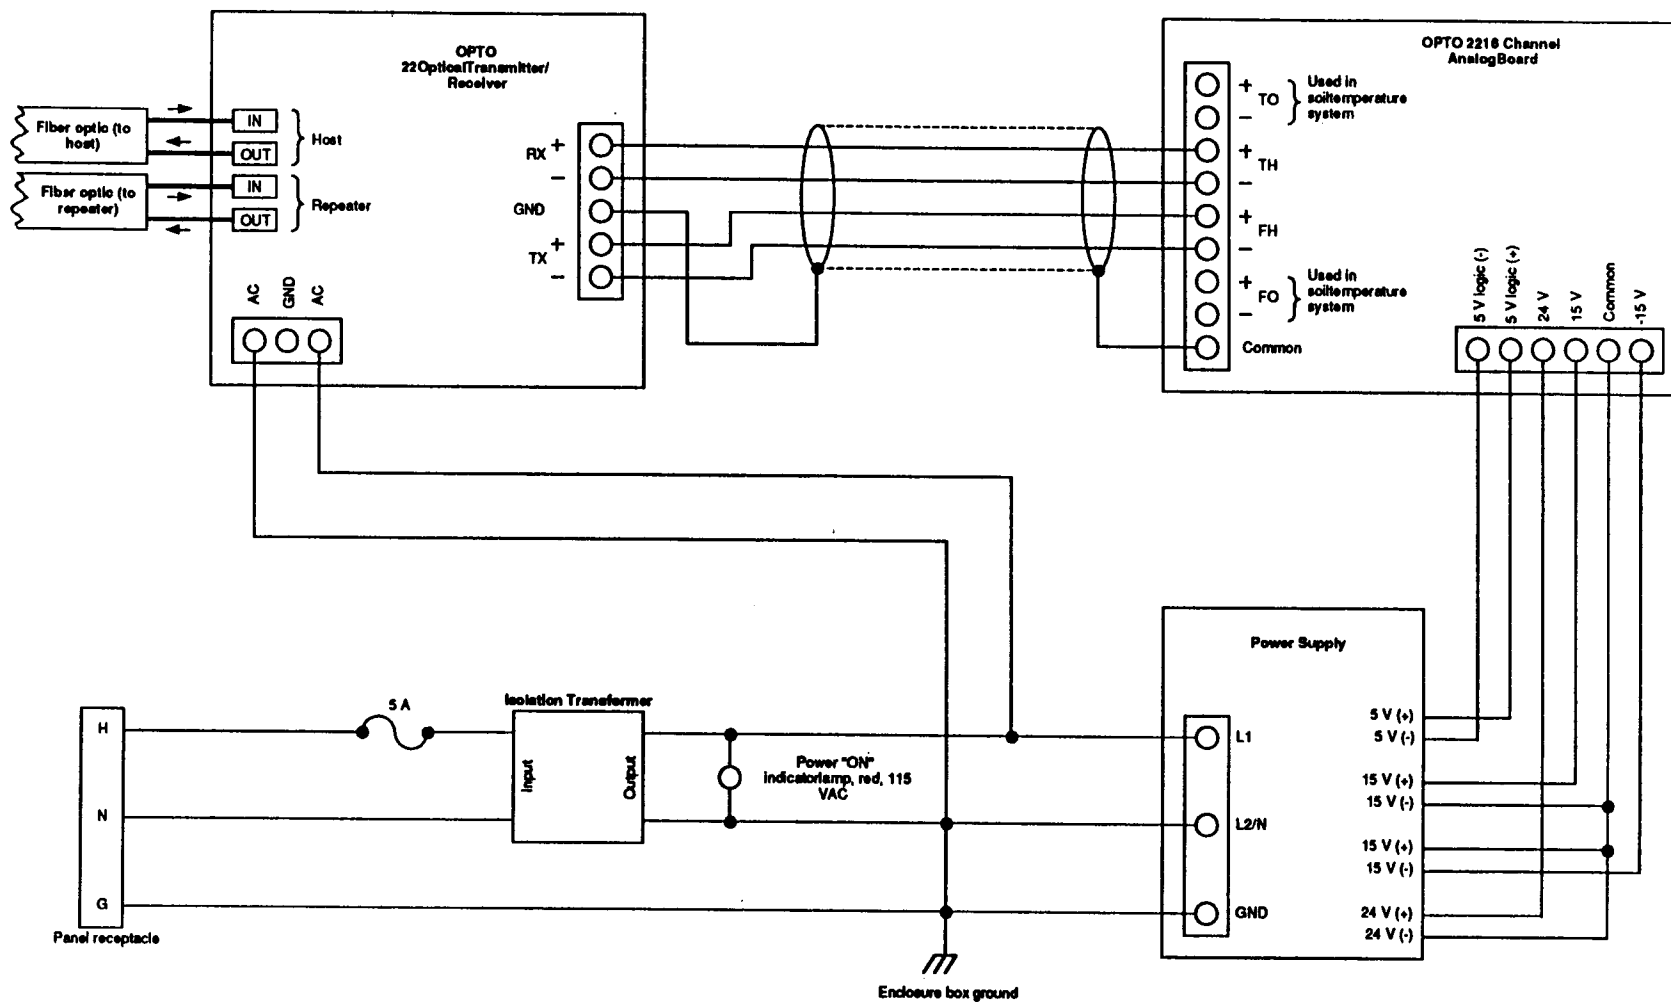 OPTO
22OpticalTransmitter/
Receiver
Fiber optic (to
host)
IN
OUT
Host
Fiber optic (to
repeater)
IN
OUT
Repeater
RX
+
−
GND
TX
+
−
AC
GND
AC
OPTO 2216 Channel
AnalogBoard
+
TO
−
Used in
soiltemperature
system
+
TH
−
+
FH
−
+
FO
−
Used in
soiltemperature
system
Common
5 V logic (-)
5 V logic (+)
24 V
15 V
Common
-15 V
Power Supply
L1
L2/N
GND
5 V (+)
5 V (-)
15 V (+)
15 V (-)
15 V (+)
15 V (-)
24 V (+)
24 V (-)
H
N
G
Panel receptacle
5 A
Isolation Transformer
Input
Output
Power "ON"
indicatorlamp, red, 115
VAC
Enclosure box ground